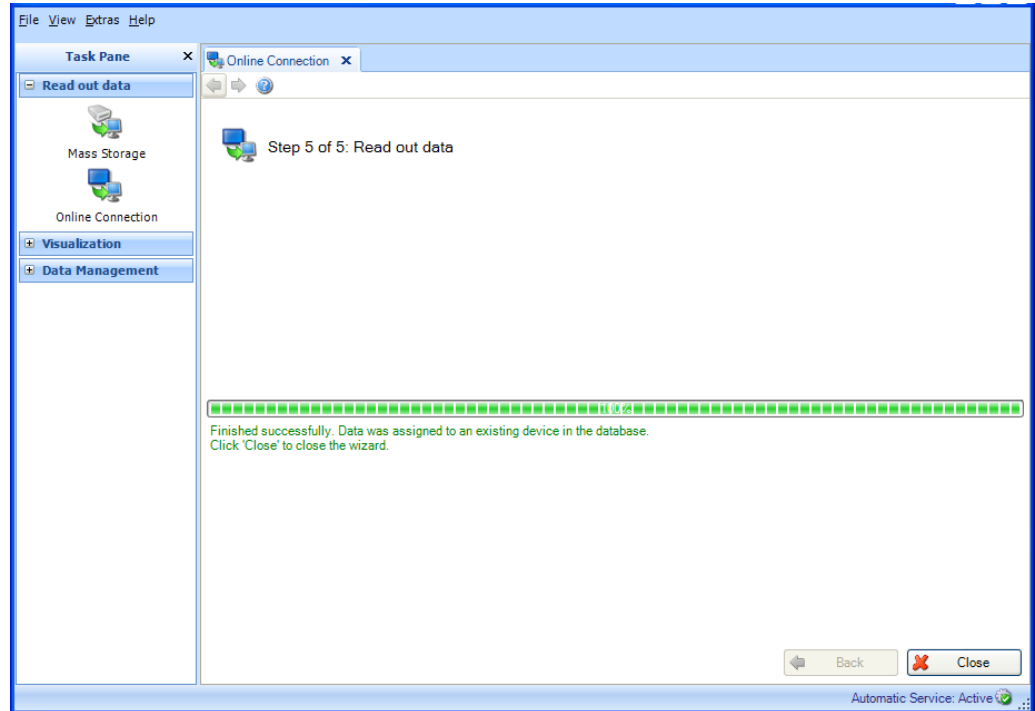 File View Extras Help
Task Pane
Online Connection
Read out data
Step 5 of 5: Read out data
Mass Storage
Online Connection
Visualization
Data Management
100%
Finished successfully. Data was assigned to an existing device in the database.
Click 'Close' to close the wizard.
Back
Close
Automatic Service: Active